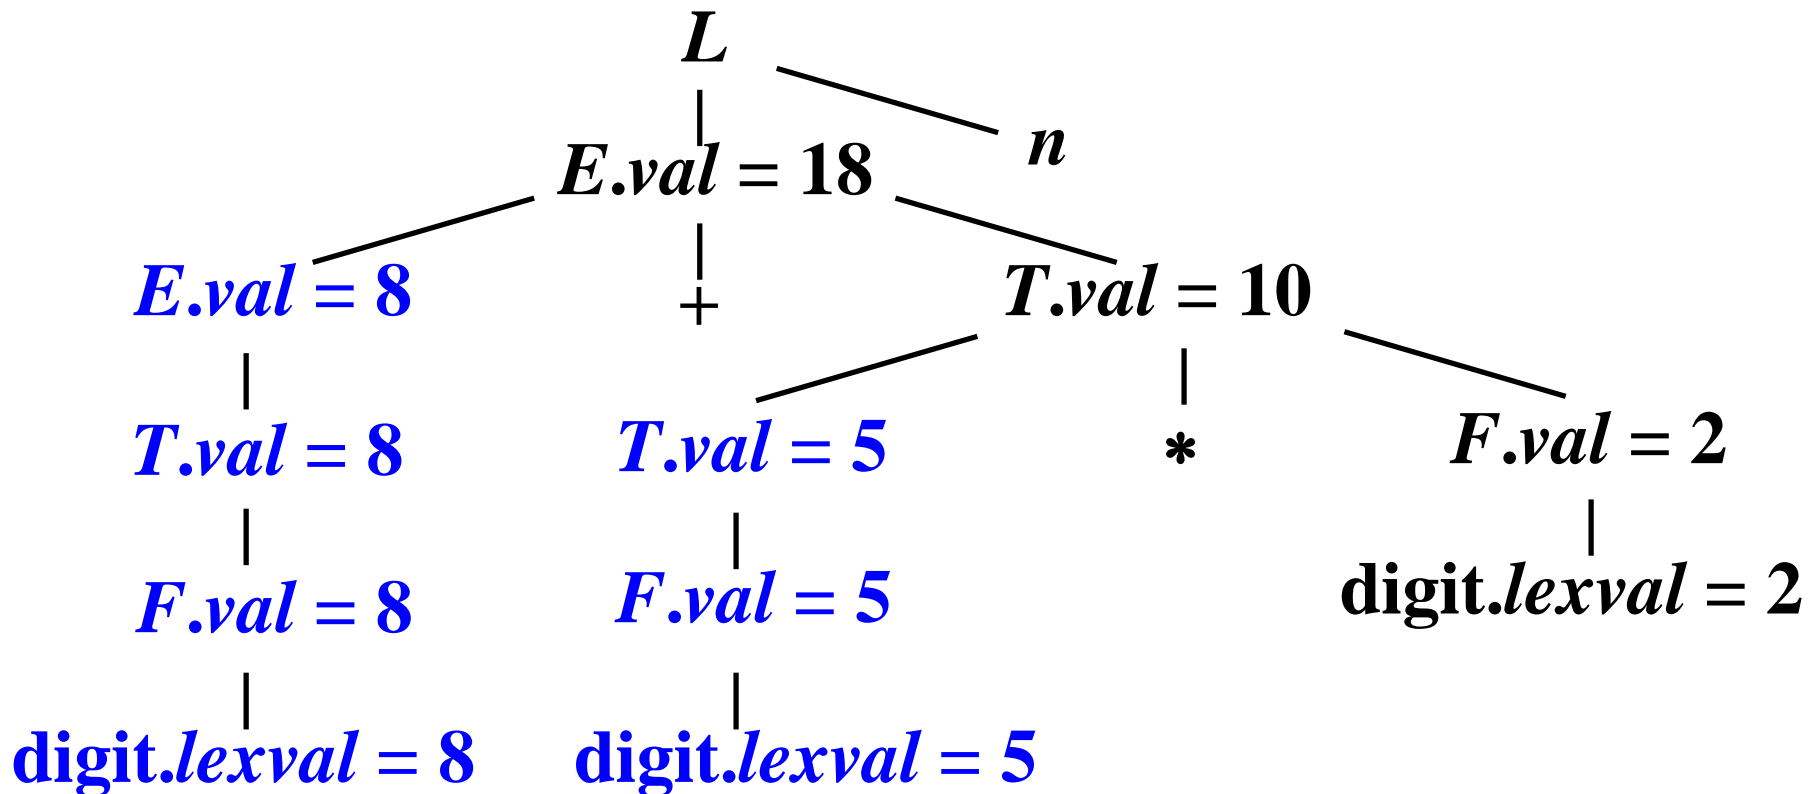 L
n
E.val = 18
E.val = 8
+
T.val = 10
T.val = 8
T.val = 5
*
F.val = 2
F.val = 8
F.val = 5
digit.lexval = 2
digit.lexval = 8
digit.lexval = 5